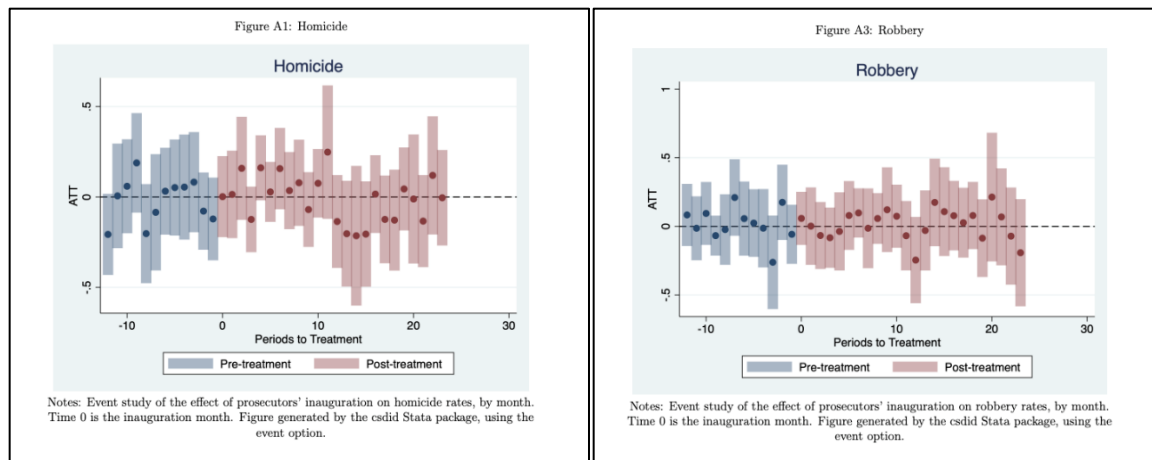 Figure A1: Homicide
Homicide
.5
0
-.5
ATT
-10
0
10
20
30
Periods to Treatment
Pre-treatment
Post-treatment
Notes: Event study of the effect of prosecutors' inauguration on homicide rates, by month.
Time 0 is the inauguration month. Figure generated by the csdid Stata package, using the
event option.
Figure A3: Robbery
Robbery
1
.5
0
-.5
ATT
-10
0
10
20
30
Periods to Treatment
Pre-treatment
Post-treatment
Notes: Event study of the effect of prosecutors' inauguration on robbery rates, by month.
Time 0 is the inauguration month. Figure generated by the csdid Stata package, using the
event option.